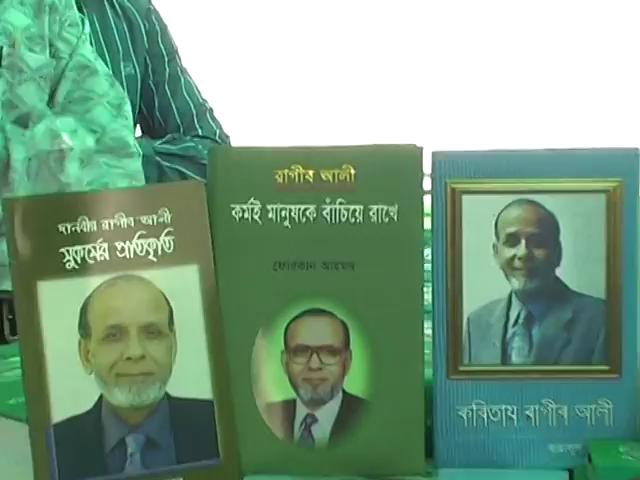 দানবীর রাগীব আলী
সুকর্মের প্রতিকৃতি
রাগীব আলী
কর্মই মানুষকে বাঁচিয়ে রাখে
ফোরকান আহমদ
কবিতায় রাগীব আলী